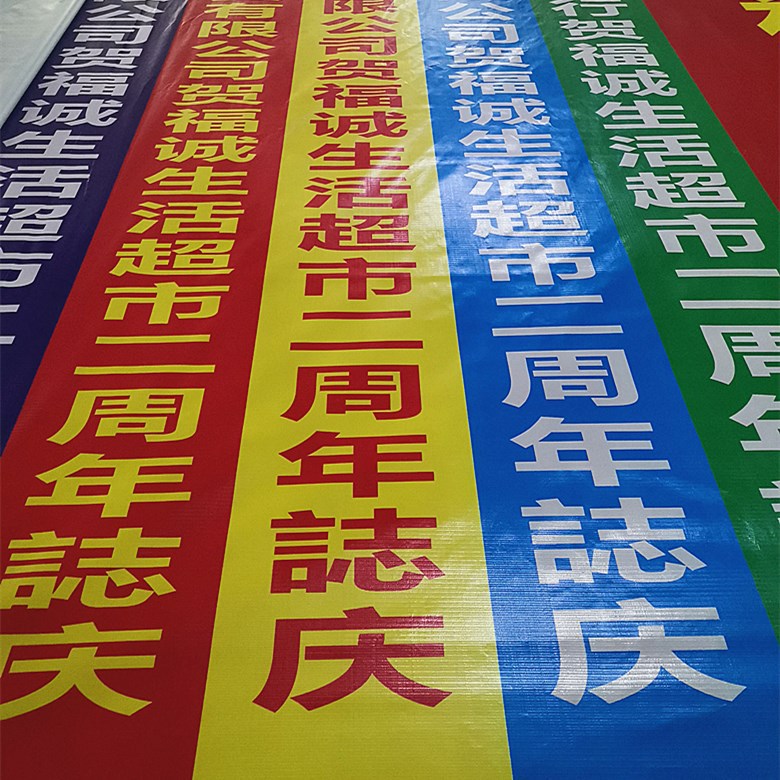 公司贺福诚生活超市二
有限公司贺福诚生活超市二周年誌庆
限公司贺福诚生活超市二周年誌庆
公司贺福诚生活超市二周年誌庆
行贺福诚生活超市二周年